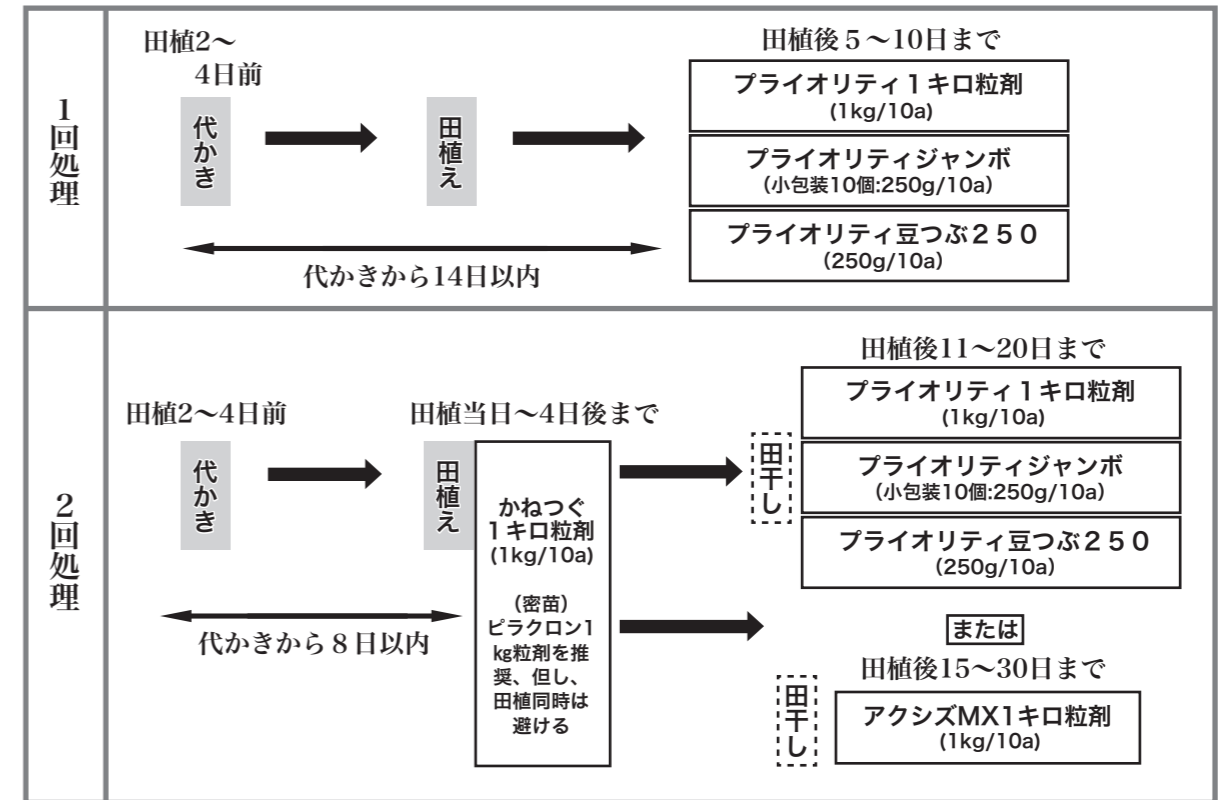 1回処理
田植2～
4日前
代かき
田植え
代かきから14日以内
田植後５～10日まで
プライオリティ１キロ粒剤
(1kg/10a)
プライオリティジャンボ
（小包装10個:250g/10a）
プライオリティ豆つぶ２５０
（250g/10a）
2回処理
田植2～4日前
代かき
代かきから８日以内
田植当日～4日後まで
田植え
かねつぐ
１キロ粒剤
(1kg/10a)
（密苗）
ピラクロン1
㎏粒剤を推
奨、但し、
田植同時は
避ける
田干し
田植後11～20日まで
プライオリティ１キロ粒剤
(1kg/10a)
プライオリティジャンボ
（小包装10個:250g/10a）
プライオリティ豆つぶ２５０
（250g/10a）
または
田植後15～30日まで
田干し
アクシズMX1キロ粒剤
(1kg/10a)